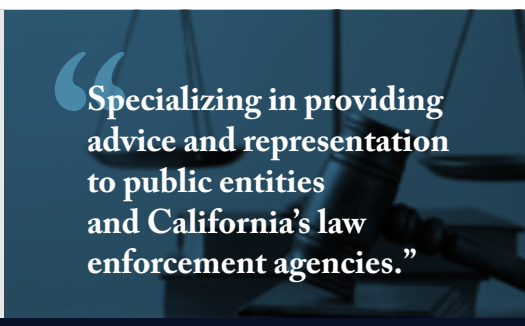 “Specializing in providing
advice and representation
to public entities
and California’s law
enforcement agencies.”